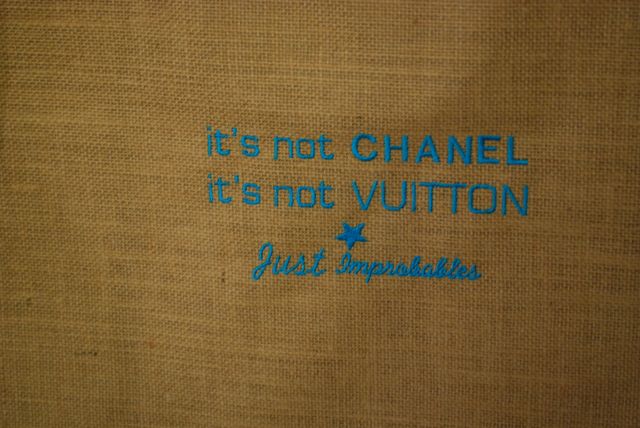 it's not CHANEL
it's not VUITTON
Just Improbables